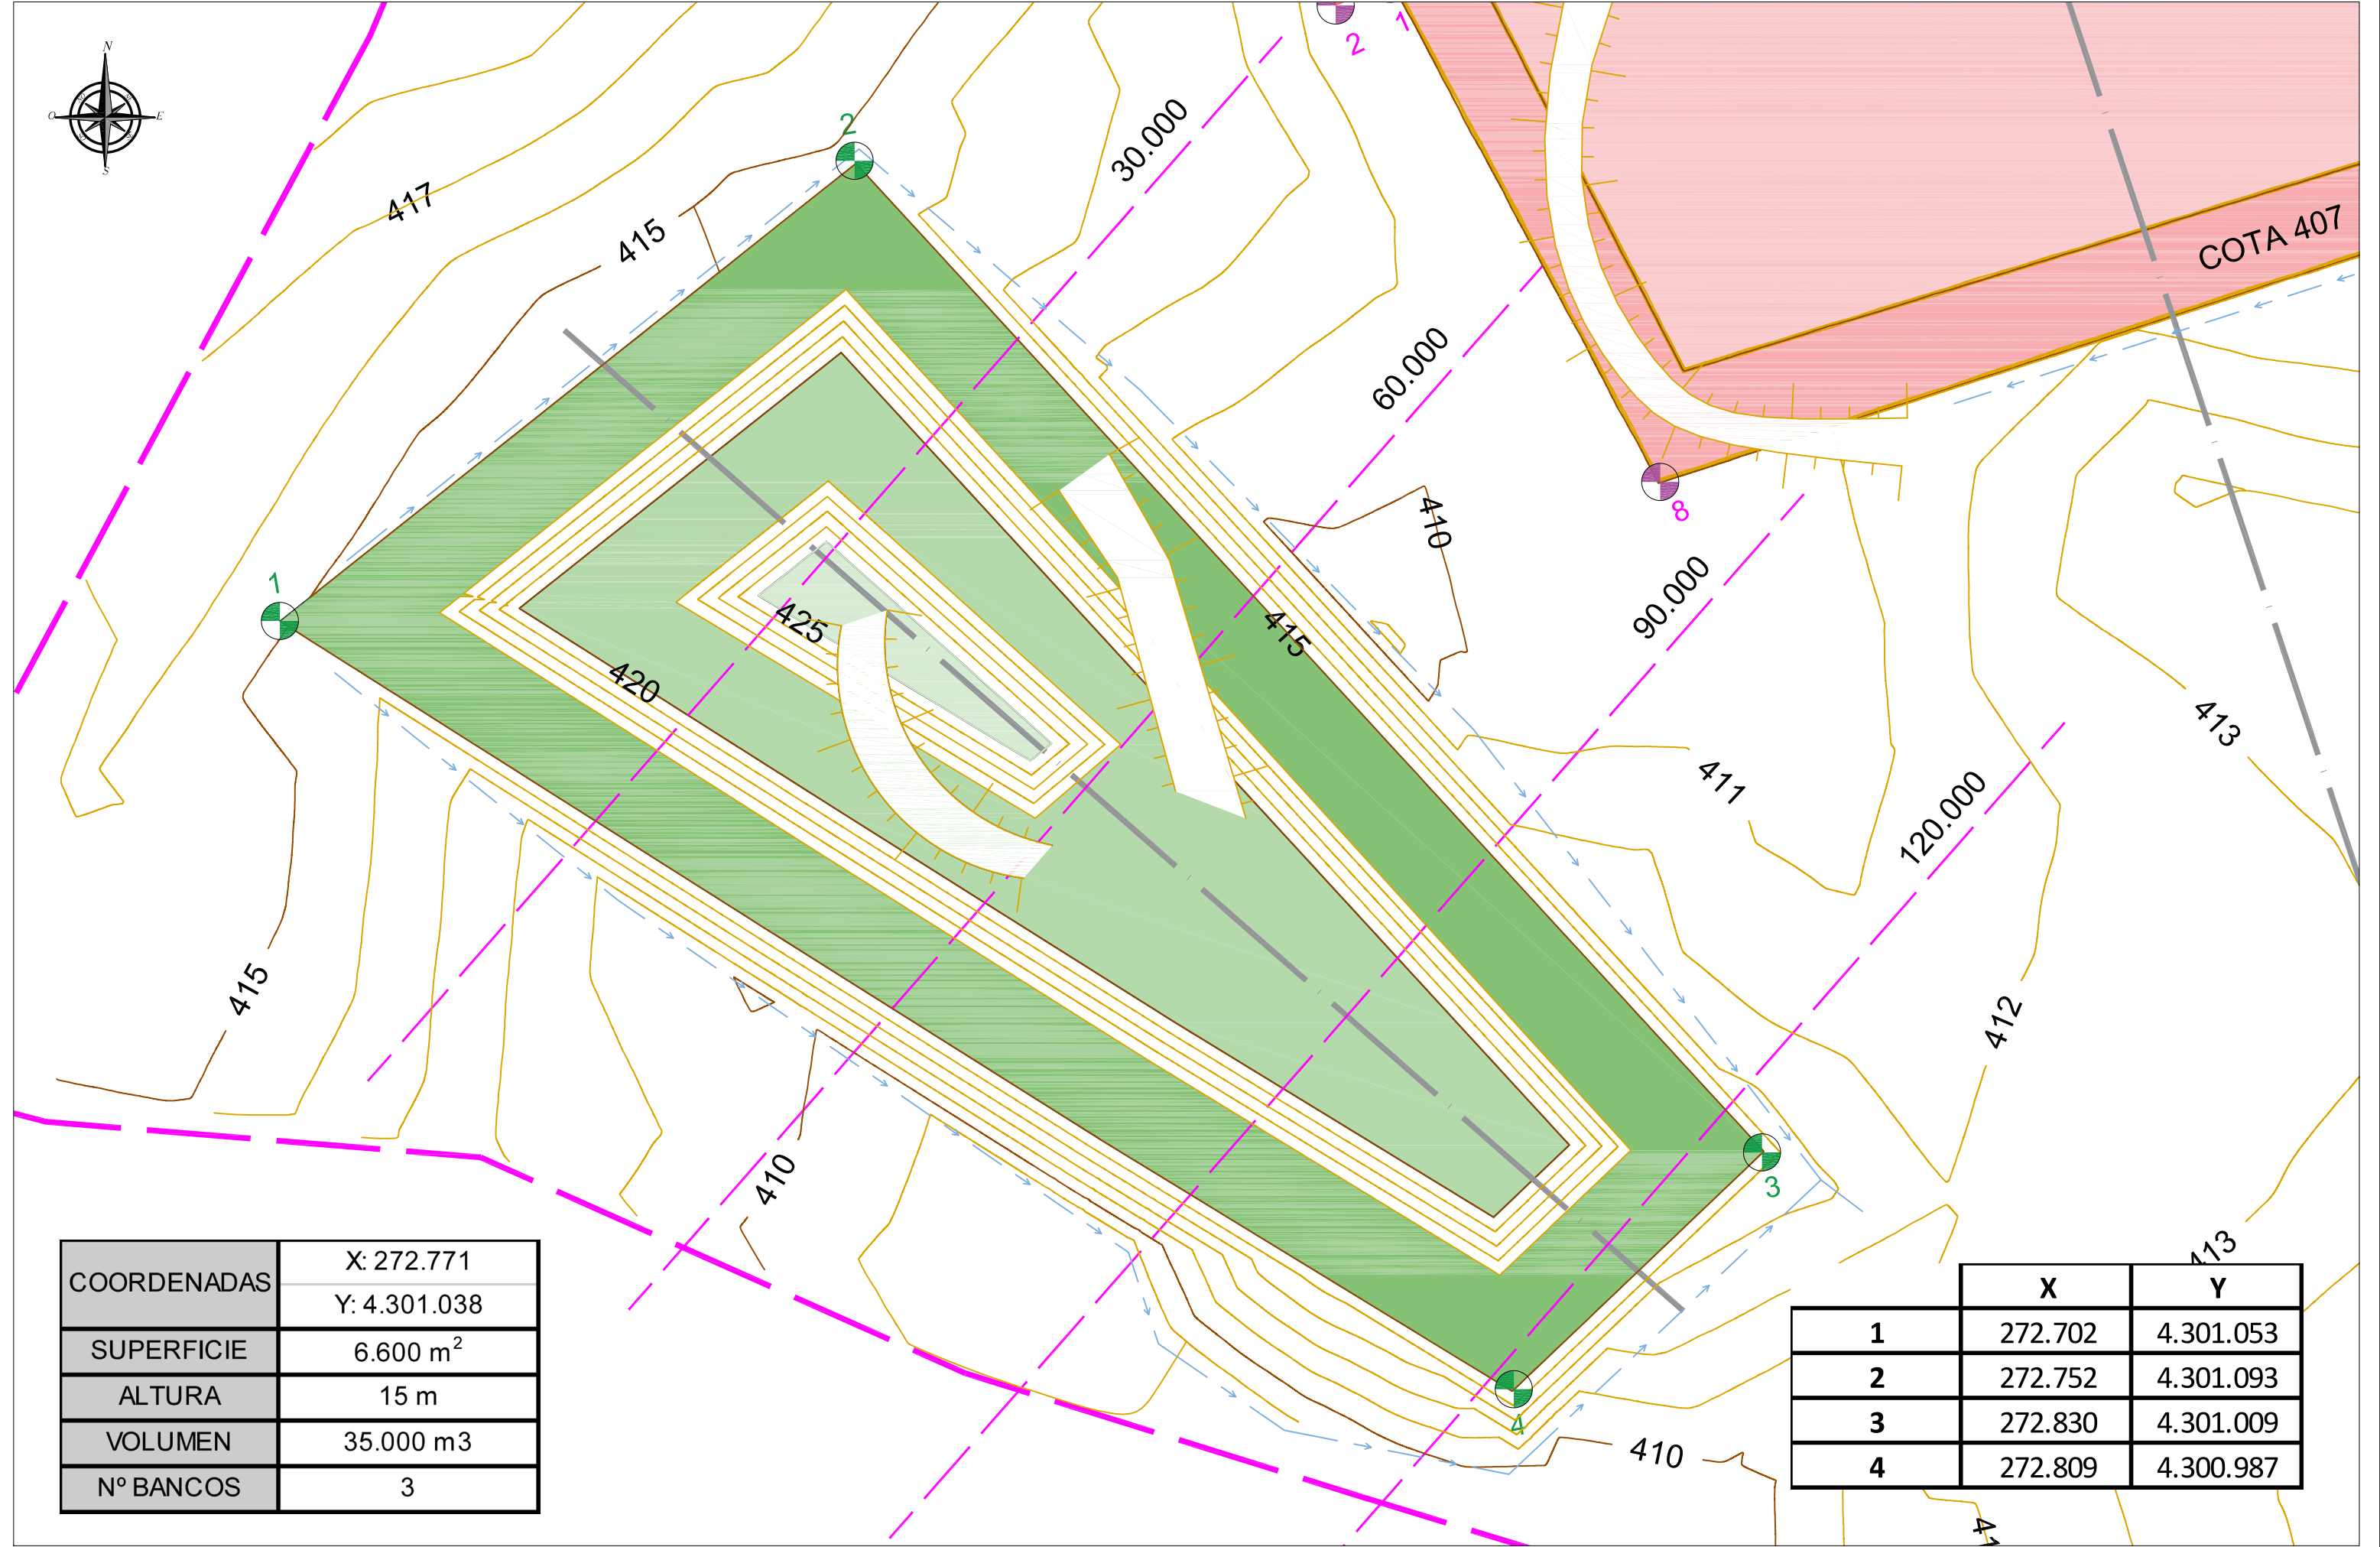 N
O
E
S
2
1
2
30.000
417
415
COTA 407
60.000
410
8
1
90.000
425
415
420
413
411
120.000
415
412
410
3
413
4
410
COORDENADAS
X: 272.771
Y: 4.301.038
SUPERFICIE
6.600 m²
ALTURA
15 m
VOLUMEN
35.000 m3
Nº BANCOS
3
X Y
1 272.702 4.301.053
2 272.752 4.301.093
3 272.830 4.301.009
4 272.809 4.300.987